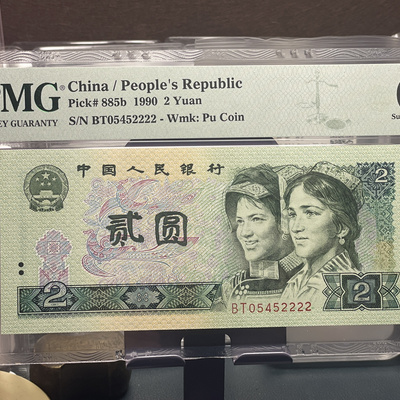 PMG China / People's Republic
Pick# 885b 1990 2 Yuan
EY GUARANTY S/N BT05452222 - Wmk: Pu Coin
中国人民银行
2
贰圆
2
BT05452222
2